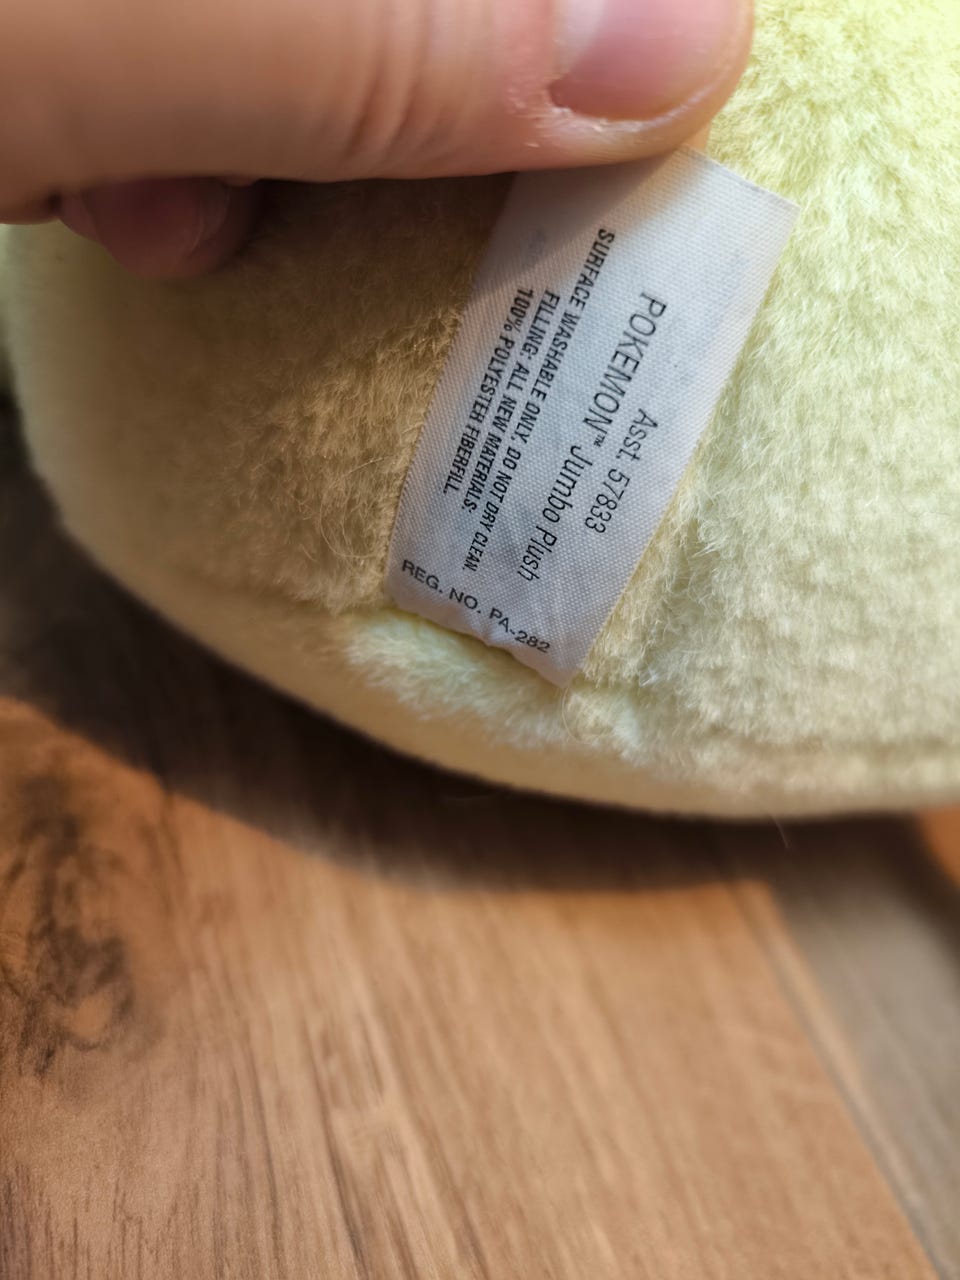 Asst. 57833
POKEMON™ Jumbo Plush
SURFACE WASHABLE ONLY. DO NOT DRY CLEAN.
FILLING: ALL NEW MATERIALS:
100% POLYESTER FIBERFILL.
REG. NO. PA-282